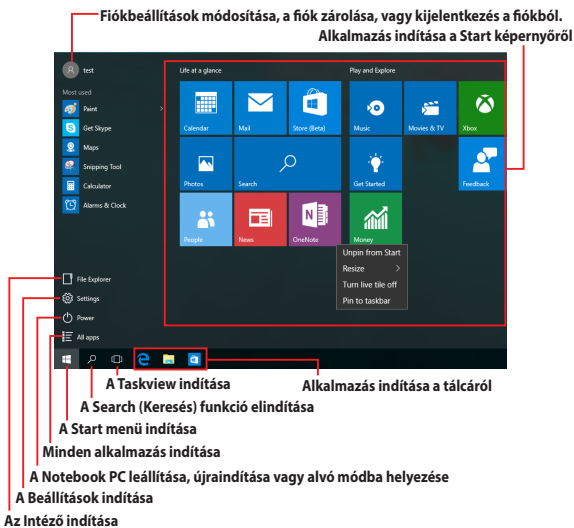 Fiókbeállítások módosítása, a fiók zárolása, vagy kijelentkezés a fiókból.
Alkalmazás indítása a Start képernyőről
test
Life at a glance
Play and Explore
Most used
Paint
Get Skype
Maps
Snipping Tool
Calculator
Alarms & Clock
Calendar
Mail
Store (Beta)
Music
Movies & TV
Xbox
Photos
Search
Get Started
Feedback
People
News
OneNote
Money
Unpin from Start
Resize
Turn live tile off
Pin to taskbar
File Explorer
Settings
Power
All apps
A Taskview indítása
Alkalmazás indítása a tálcáról
A Search (Keresés) funkció elindítása
A Start menü indítása
Minden alkalmazás indítása
A Notebook PC leállítása, újraindítása vagy alvó módba helyezése
A Beállítások indítása
Az Intéző indítása